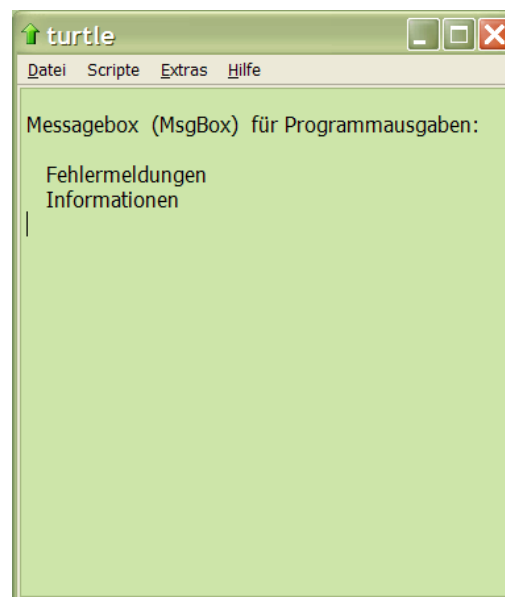 turtle
Datei Scripte Extras Hilfe
Messagebox (MsgBox) für Programmausgaben:
Fehlermeldungen
Informationen